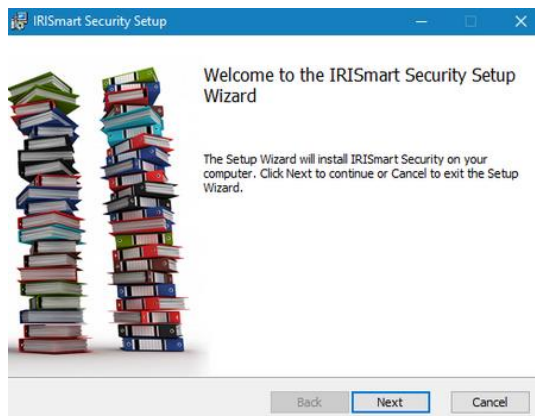 IRISmart Security Setup
Welcome to the IRISmart Security Setup
Wizard
The Setup Wizard will install IRISmart Security on your
computer. Click Next to continue or Cancel to exit the Setup
Wizard.
Back
Next
Cancel